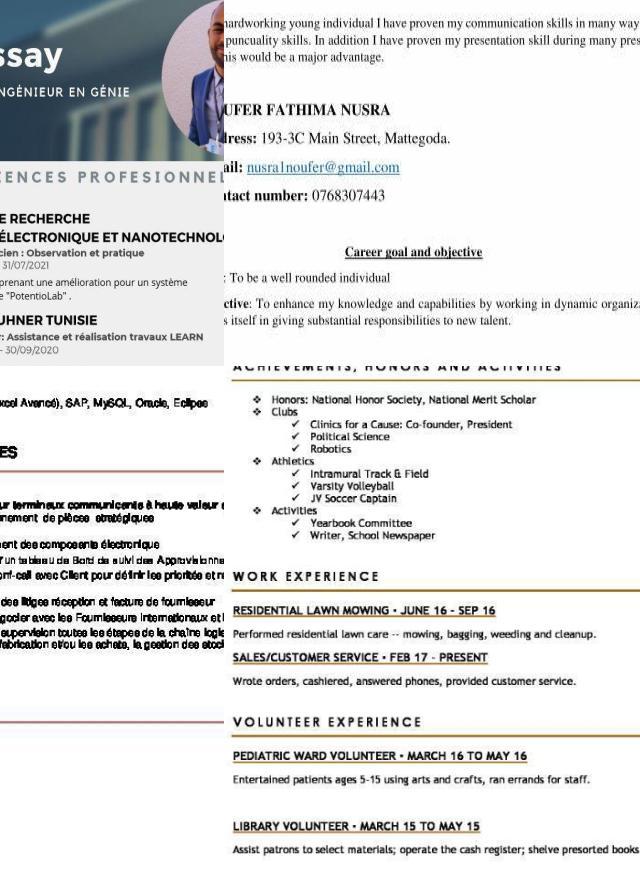 ssay
NGÉNIEUR EN GÉNIE
IENCES PROFESIONNEL
E RECHERCHE
ÉLECTRONIQUE ET NANOTECHNOLO
cien : Observation et pratique
31/07/2021
prenant une amélioration pour un système
e "PotentioLab" .
UHNER TUNISIE
r: Assistance et réalisation travaux LEARN
- 30/09/2020
xcel Avancé), SAP, MySQL, Oracle, Eclipse
ES
ur terminaux communicants à haute valeur
nnement de pièces stratégiques
ent des composants électronique
'un tableau de Bord de suivi des Approvisionne
onf-call avec Client pour définir les priorités et
des litiges réception et facture de fournisseur
gocier avec les Fournisseurs internationaux et
supervision toutes les étapes de la chaîne logis
fabrication et/ou les achats, la gestion des stoc
hardworking young individual I have proven my communication skills in many way
puncuality skills. In addition I have proven my presentation skill during many pres
his would be a major advantage.
UFER FATHIMA NUSRA
dress: 193-3C Main Street, Mattegoda.
ail: nusra1noufer@gmail.com
ntact number: 0768307443
Career goal and objective
: To be a well rounded individual
ctive: To enhance my knowledge and capabilities by working in dynamic organiz
s itself in giving substantial responsibilities to new talent.
ACHIEVEMENTS, HONORS AND ACTIVITIES
❖ Honors: National Honor Society, National Merit Scholar
❖ Clubs
✓ Clinics for a Cause: Co-founder, President
✓ Political Science
✓ Robotics
❖ Athletics
✓ Intramural Track & Field
✓ Varsity Volleyball
✓ JV Soccer Captain
❖ Activities
✓ Yearbook Committee
✓ Writer, School Newspaper
WORK EXPERIENCE
RESIDENTIAL LAWN MOWING • JUNE 16 - SEP 16
Performed residential lawn care -- mowing, bagging, weeding and cleanup.
SALES/CUSTOMER SERVICE • FEB 17 - PRESENT
Wrote orders, cashiered, answered phones, provided customer service.
VOLUNTEER EXPERIENCE
PEDIATRIC WARD VOLUNTEER • MARCH 16 TO MAY 16
Entertained patients ages 5-15 using arts and crafts, ran errands for staff.
LIBRARY VOLUNTEER • MARCH 15 TO MAY 15
Assist patrons to select materials; operate the cash register; shelve presorted books